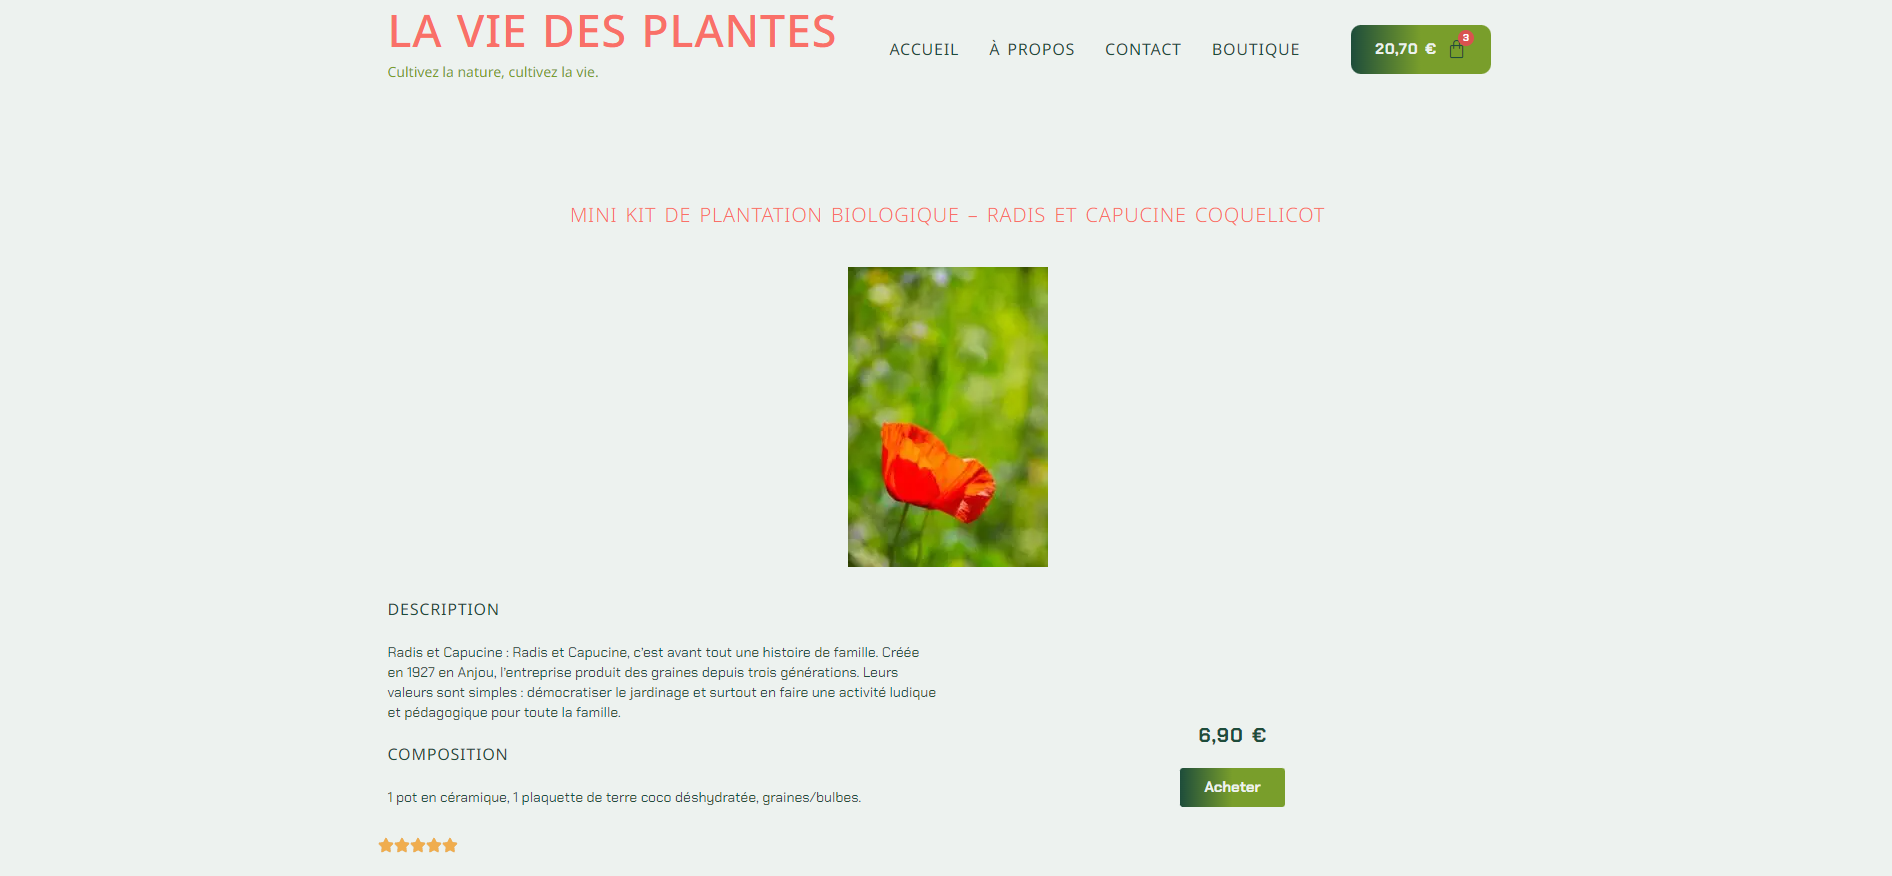 LA VIE DES PLANTES
Cultivez la nature, cultivez la vie.
ACCUEIL
À PROPOS
CONTACT
BOUTIQUE
20,70 €
3
MINI KIT DE PLANTATION BIOLOGIQUE – RADIS ET CAPUCINE COQUELICOT
DESCRIPTION
Radis et Capucine : Radis et Capucine, c'est avant tout une histoire de famille. Créée
en 1927 en Anjou, l'entreprise produit des graines depuis trois générations. Leurs
valeurs sont simples : démocratiser le jardinage et surtout en faire une activité ludique
et pédagogique pour toute la famille.
COMPOSITION
1 pot en céramique, 1 plaquette de terre coco déshydratée, graines/bulbes.
6,90 €
Acheter